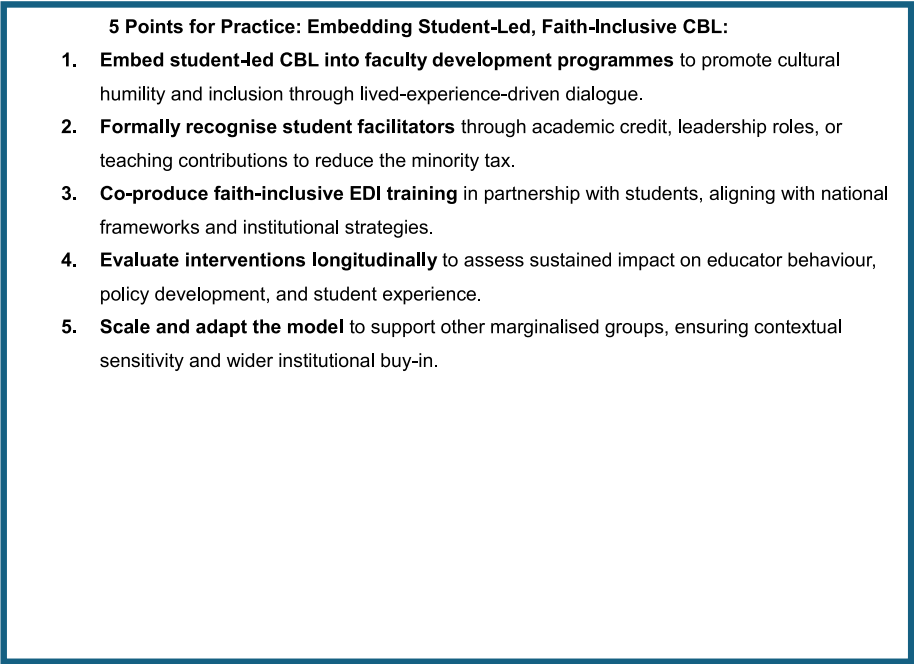 5 Points for Practice: Embedding Student-Led, Faith-Inclusive CBL:
1. Embed student-led CBL into faculty development programmes to promote cultural
humility and inclusion through lived-experience-driven dialogue.
2. Formally recognise student facilitators through academic credit, leadership roles, or
teaching contributions to reduce the minority tax.
3. Co-produce faith-inclusive EDI training in partnership with students, aligning with national
frameworks and institutional strategies.
4. Evaluate interventions longitudinally to assess sustained impact on educator behaviour,
policy development, and student experience.
5. Scale and adapt the model to support other marginalised groups, ensuring contextual
sensitivity and wider institutional buy-in.